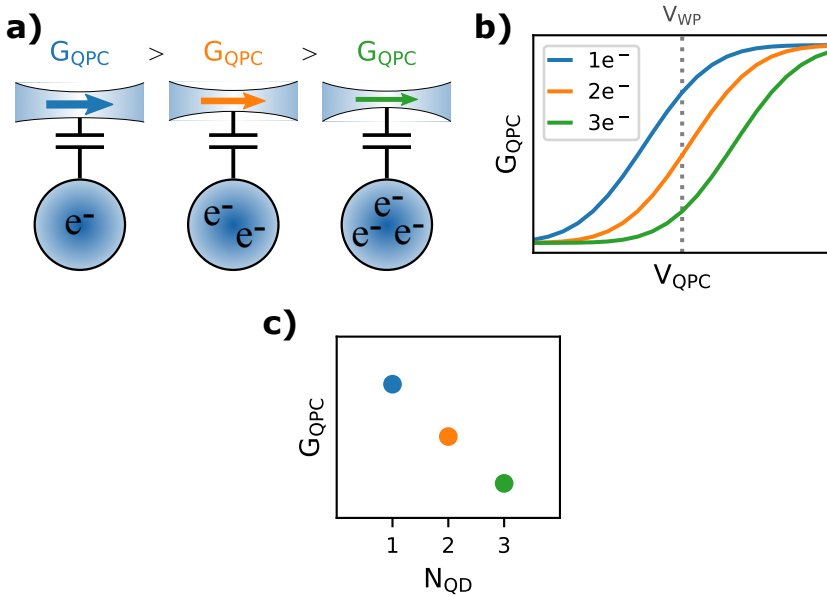 a)
G_QPC > G_QPC > G_QPC
e-
e- e-
e- e- e-
b)
V_WP
1e⁻
2e⁻
3e⁻
G_QPC
V_QPC
c)
G_QPC
1 2 3
N_QD